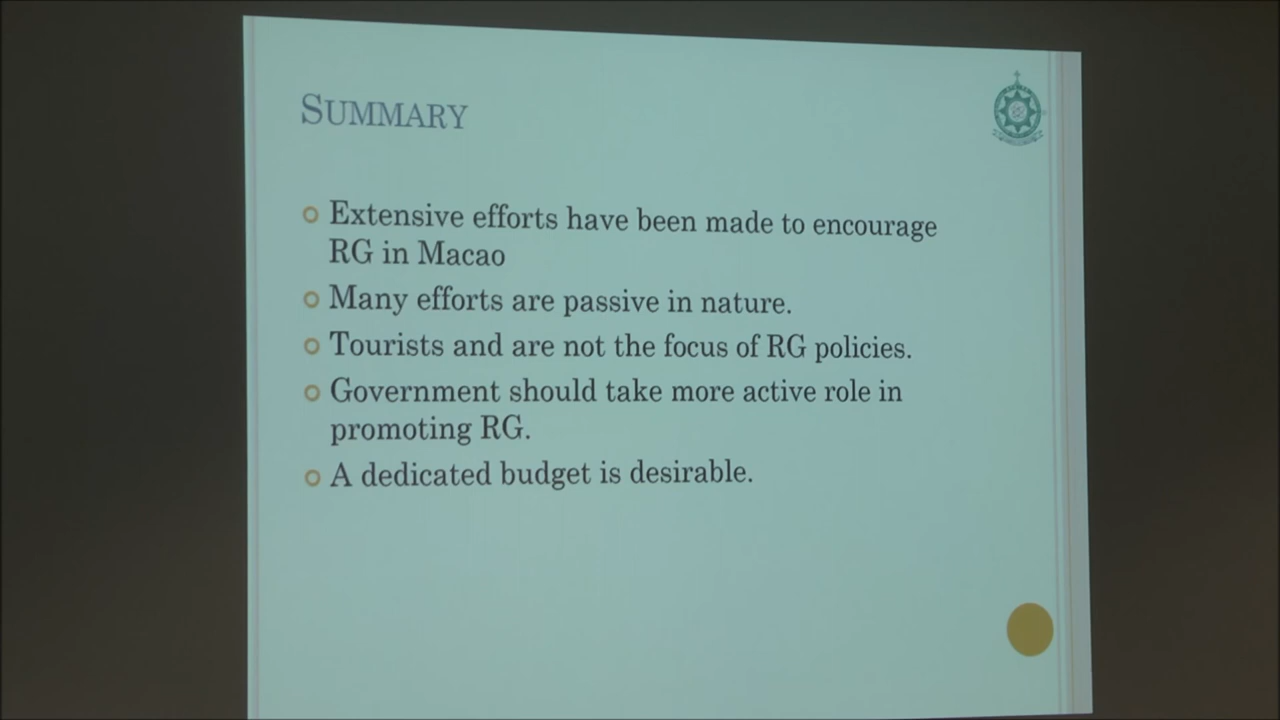 SUMMARY
Extensive efforts have been made to encourage
RG in Macao
Many efforts are passive in nature.
Tourists and are not the focus of RG policies.
Government should take more active role in
promoting RG.
A dedicated budget is desirable.